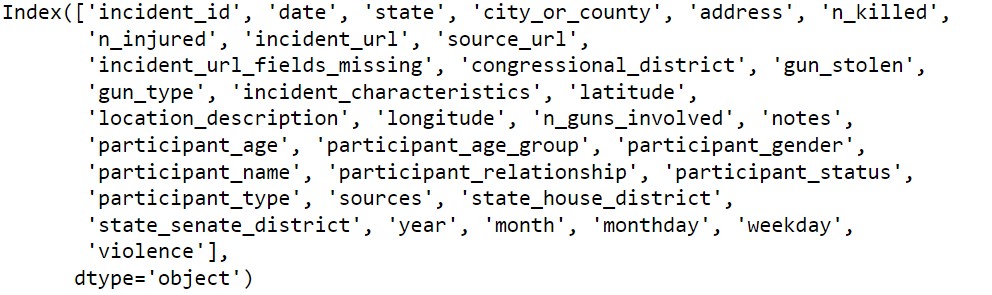 Index(['incident_id', 'date', 'state', 'city_or_county', 'address', 'n_killed',
'n_injured', 'incident_url', 'source_url',
'incident_url_fields_missing', 'congressional_district', 'gun_stolen',
'gun_type', 'incident_characteristics', 'latitude',
'location_description', 'longitude', 'n_guns_involved', 'notes',
'participant_age', 'participant_age_group', 'participant_gender',
'participant_name', 'participant_relationship', 'participant_status',
'participant_type', 'sources', 'state_house_district',
'state_senate_district', 'year', 'month', 'monthday', 'weekday',
'violence'],
dtype='object')